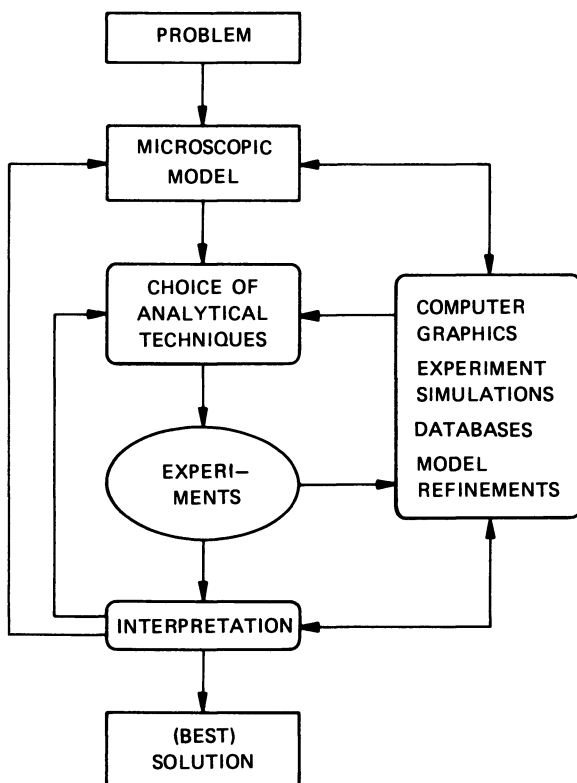 PROBLEM
MICROSCOPIC
MODEL
CHOICE OF
ANALYTICAL
TECHNIQUES
COMPUTER
GRAPHICS
EXPERIMENT
SIMULATIONS
DATABASES
MODEL
REFINEMENTS
EXPERI—
MENTS
INTERPRETATION
(BEST)
SOLUTION